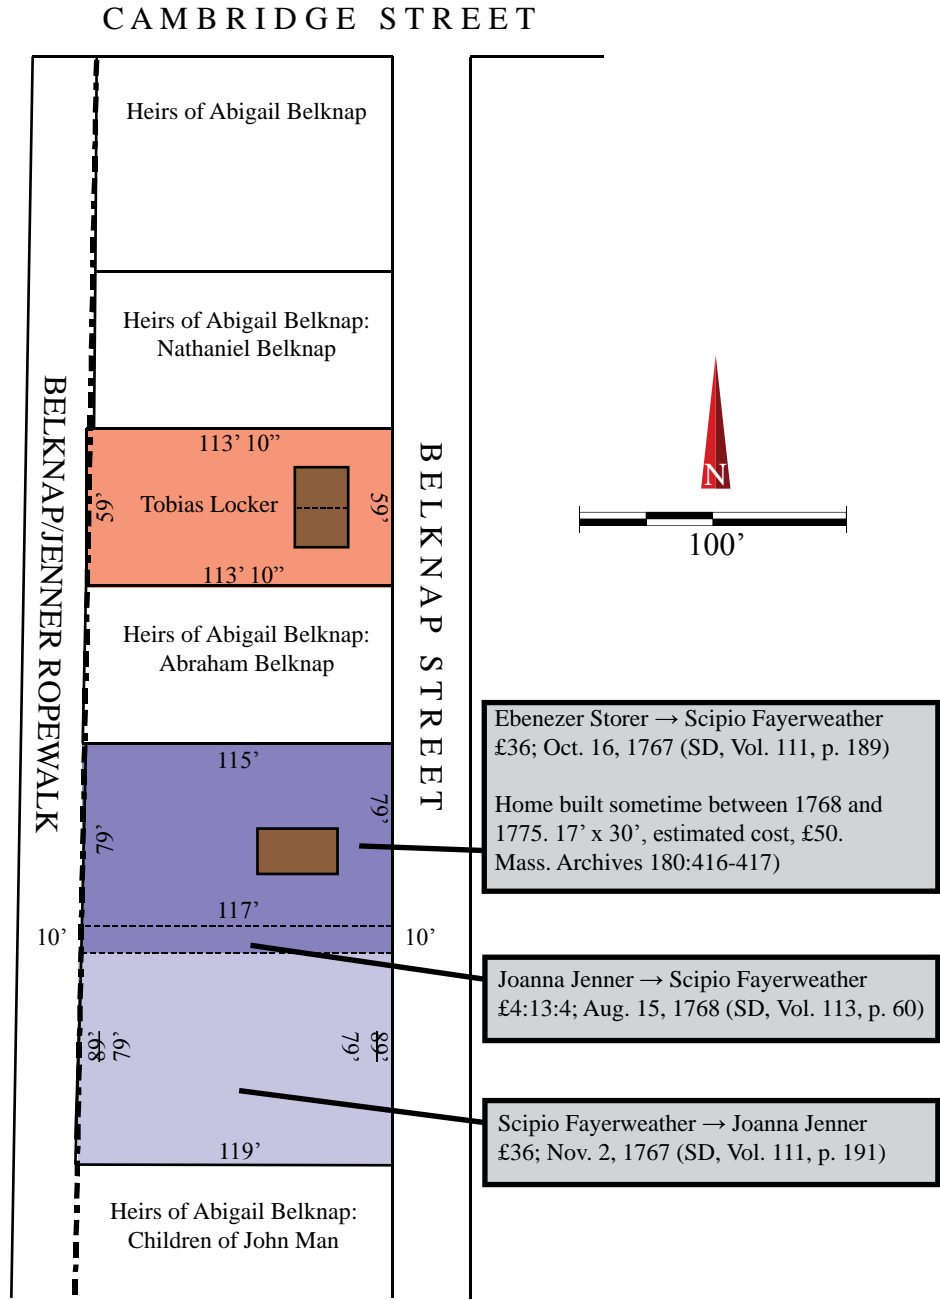 CAMBRIDGE STREET
Heirs of Abigail Belknap
Heirs of Abigail Belknap:
Nathaniel Belknap
BELKNAP/JENNER ROPEWALK
BELKNAP STREET
113’ 10”
59’
Tobias Locker
59’
113’ 10”
N
100’
Heirs of Abigail Belknap:
Abraham Belknap
115’
79’
79’
117’
10’
10’
89’
79’
79’
89’
119’
Heirs of Abigail Belknap:
Children of John Man
Ebenezer Storer → Scipio Fayerweather
£36; Oct. 16, 1767 (SD, Vol. 111, p. 189)
Home built sometime between 1768 and
1775. 17’ x 30’, estimated cost, £50.
Mass. Archives 180:416-417)
Joanna Jenner → Scipio Fayerweather
£4:13:4; Aug. 15, 1768 (SD, Vol. 113, p. 60)
Scipio Fayerweather → Joanna Jenner
£36; Nov. 2, 1767 (SD, Vol. 111, p. 191)